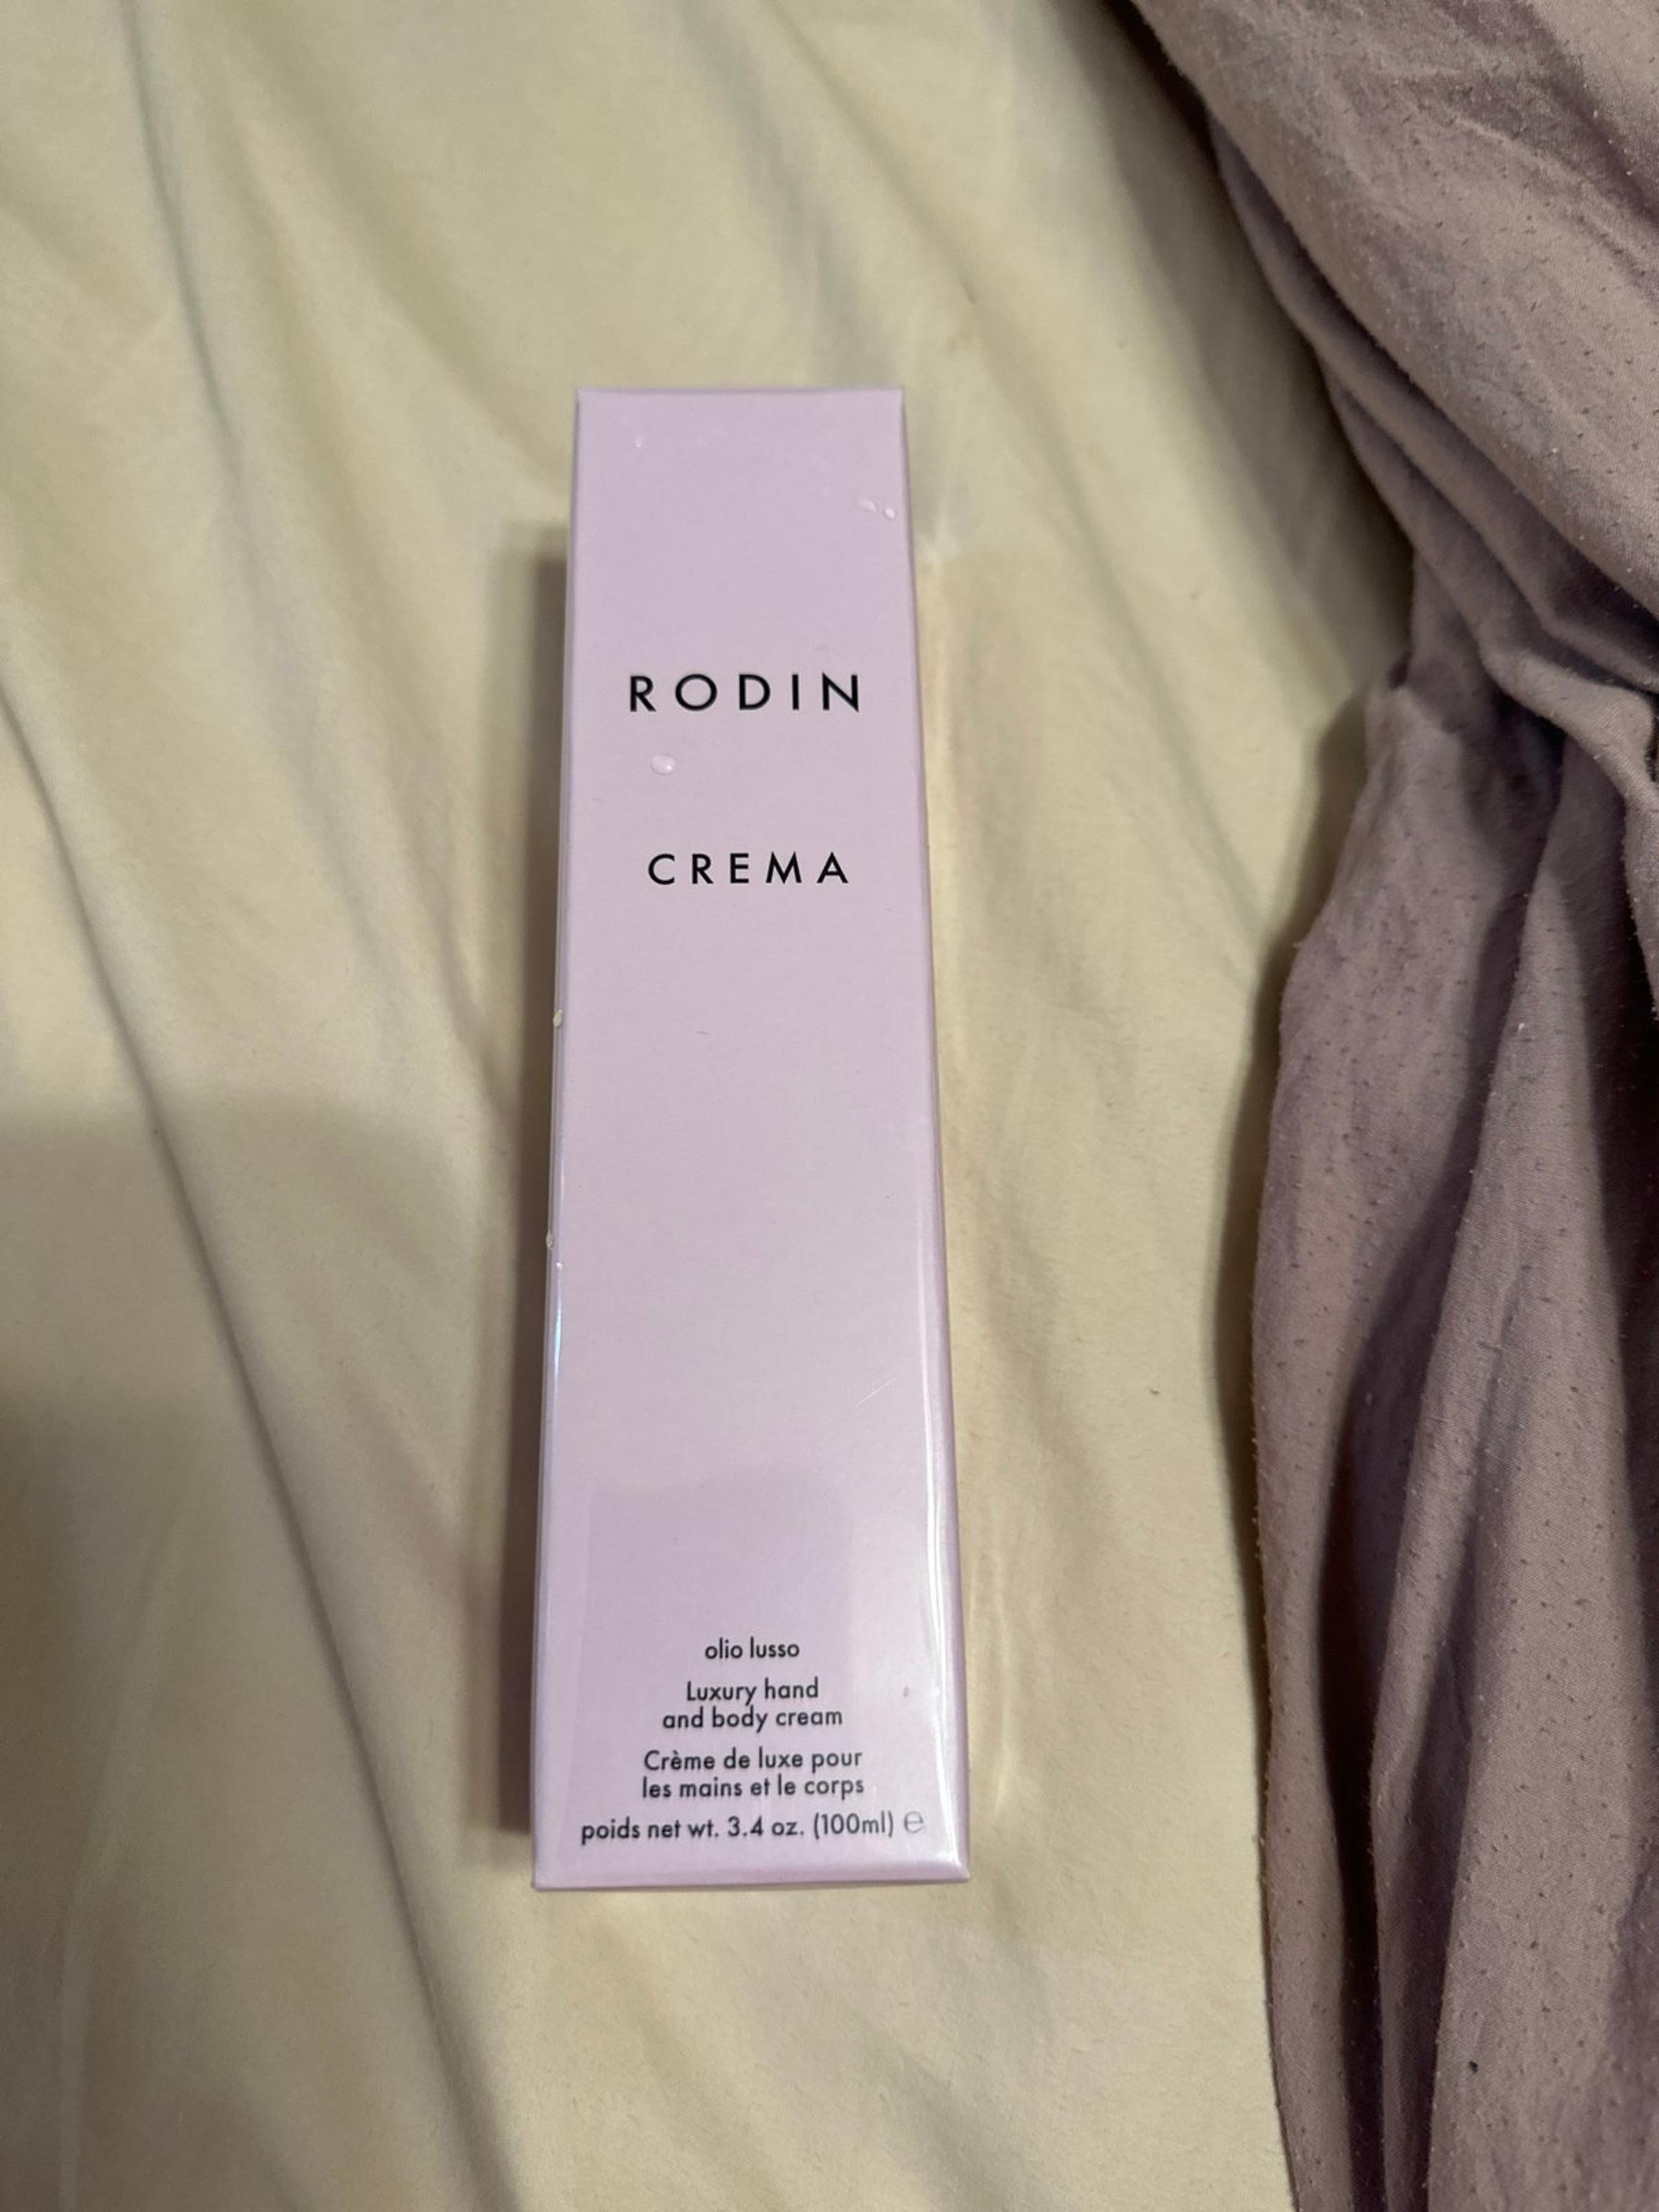 RODIN
CREMA
olio lusso
Luxury hand
and body cream
Crème de luxe pour
les mains et le corps
poids net wt. 3.4 oz. (100ml) ℮